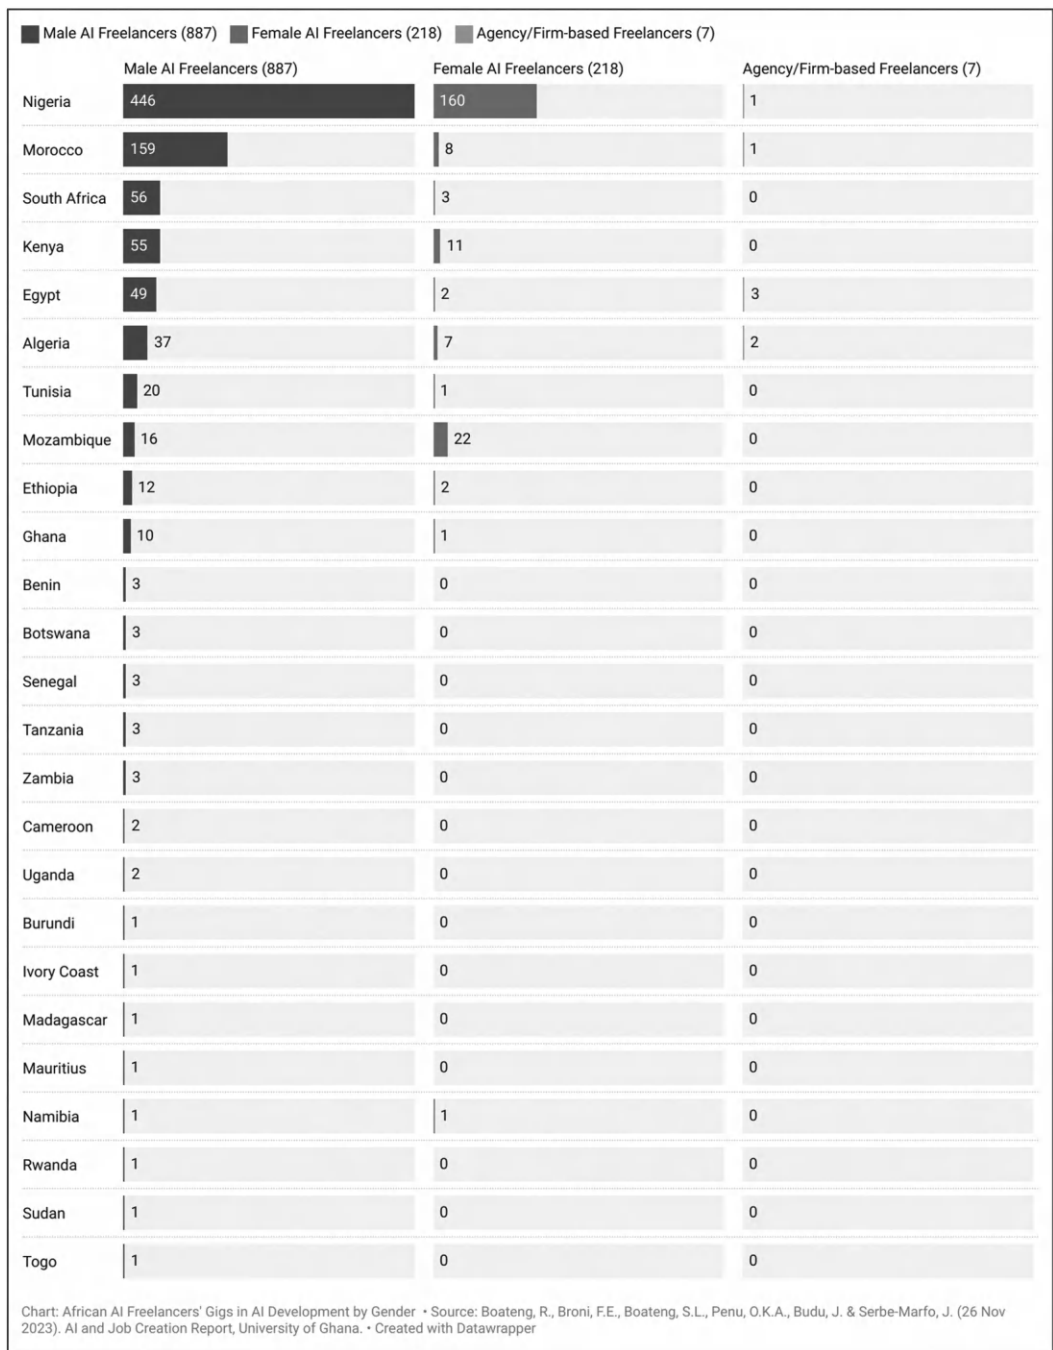 Male AI Freelancers (887) Female AI Freelancers (218) Agency/Firm-based Freelancers (7)
Male AI Freelancers (887) Female AI Freelancers (218) Agency/Firm-based Freelancers (7)
Nigeria 446 160 1
Morocco 159 8 1
South Africa 56 3 0
Kenya 55 11 0
Egypt 49 2 3
Algeria 37 7 2
Tunisia 20 1 0
Mozambique 16 22 0
Ethiopia 12 2 0
Ghana 10 1 0
Benin 3 0 0
Botswana 3 0 0
Senegal 3 0 0
Tanzania 3 0 0
Zambia 3 0 0
Cameroon 2 0 0
Uganda 2 0 0
Burundi 1 0 0
Ivory Coast 1 0 0
Madagascar 1 0 0
Mauritius 1 0 0
Namibia 1 1 0
Rwanda 1 0 0
Sudan 1 0 0
Togo 1 0 0
Chart: African AI Freelancers' Gigs in AI Development by Gender • Source: Boateng, R., Broni, F.E., Boateng, S.L., Penu, O.K.A., Budu, J. & Serbe-Marfo, J. (26 Nov
2023). AI and Job Creation Report, University of Ghana. • Created with Datawrapper